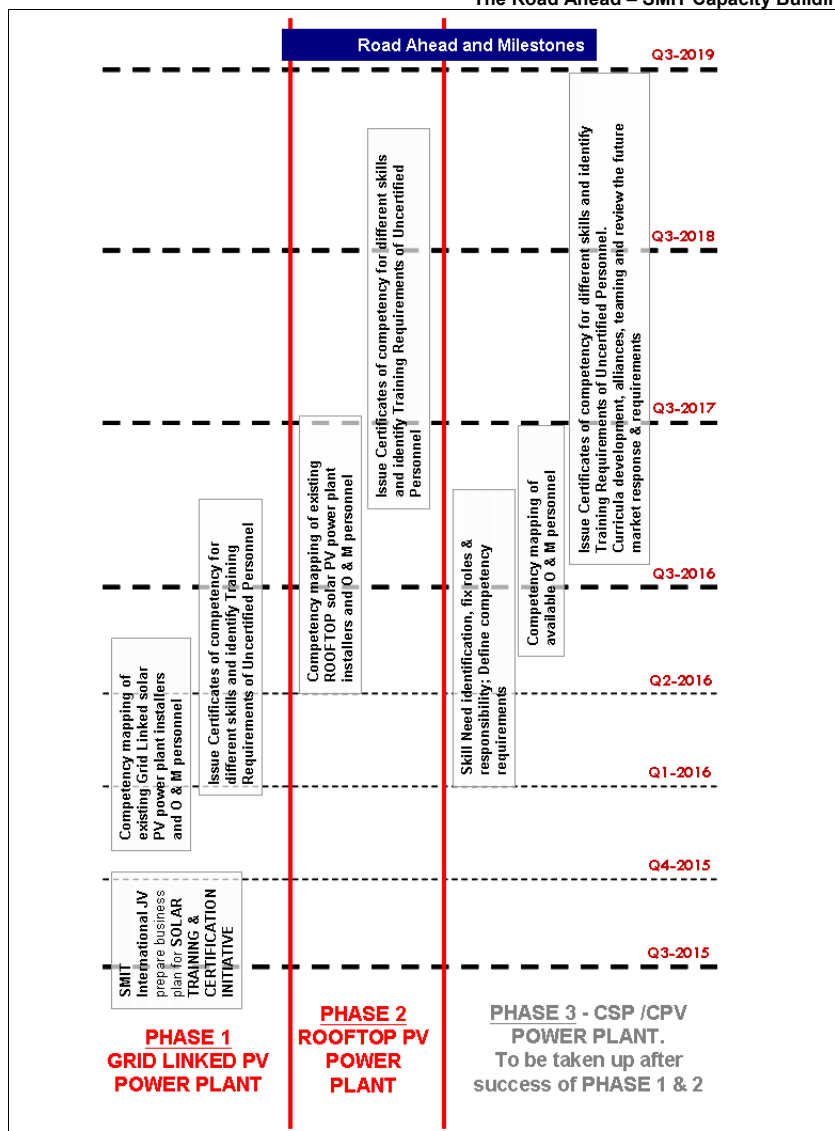 The Road Ahead – SMIT Capacity Buildin
Road Ahead and Milestones
Q3-2019
Q3-2018
Q3-2017
Q3-2016
Q2-2016
Q1-2016
Q4-2015
Q3-2015
SMIT
International JV
prepare business
plan for SOLAR
TRAINING &
CERTIFICATION
INITIATIVE
Competency mapping of
existing Grid Linked solar
PV power plant installers
and O & M personnel
Issue Certificates of competency for
different skills and identify Training
Requirements of Uncertified Personnel
Competency mapping of existing
ROOFTOP solar PV power plant
installers and O & M personnel
Issue Certificates of competency for different skills
and identify Training Requirements of Uncertified
Personnel
Skill Need identification, fix roles &
responsibility; Define competency
requirements
Competency mapping of
available O & M personnel
Issue Certificates of competency for different skills and identify
Training Requirements of Uncertified Personnel.
Curricula development, alliances, teaming and review the future
market response & requirements
PHASE 1
GRID LINKED PV
POWER PLANT
PHASE 2
ROOFTOP PV
POWER
PLANT
PHASE 3 - CSP /CPV
POWER PLANT.
To be taken up after
success of PHASE 1 & 2